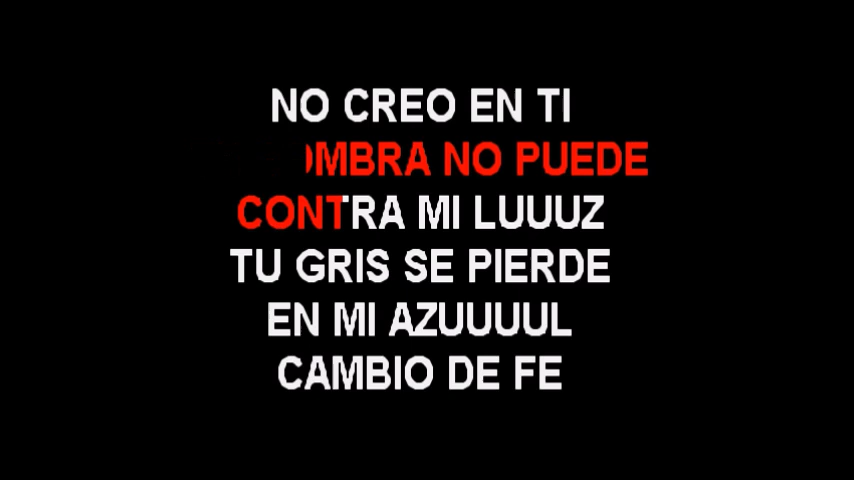 NO CREO EN TI
OMBRA NO PUEDE
CONTRA MI LUUUZ
TU GRIS SE PIERDE
EN MI AZUUUUL
CAMBIO DE FE